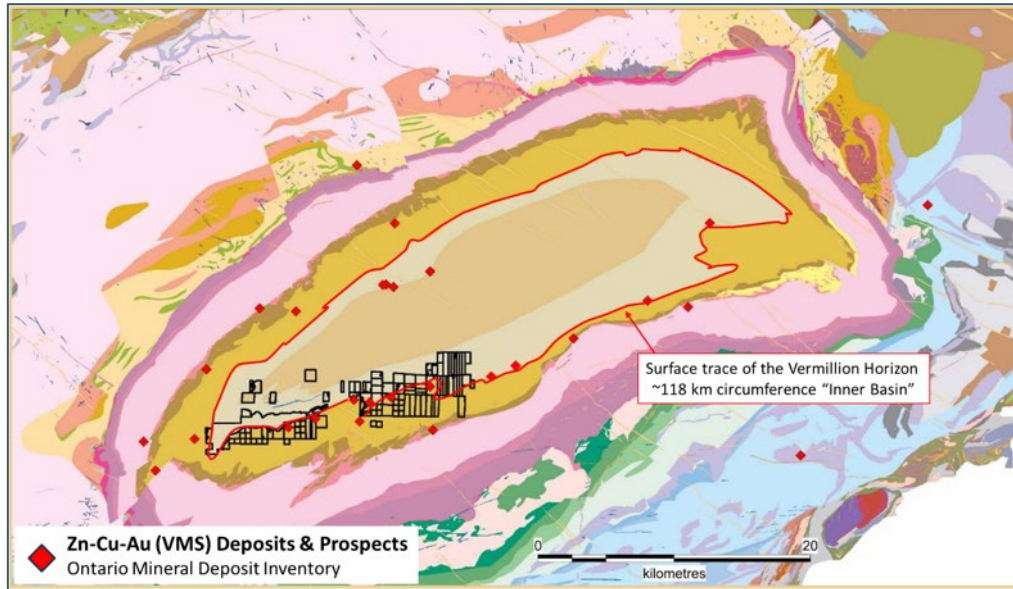 Surface trace of the Vermillion Horizon
~118 km circumference “Inner Basin”
Zn-Cu-Au (VMS) Deposits & Prospects
Ontario Mineral Deposit Inventory
0 20
kilometres